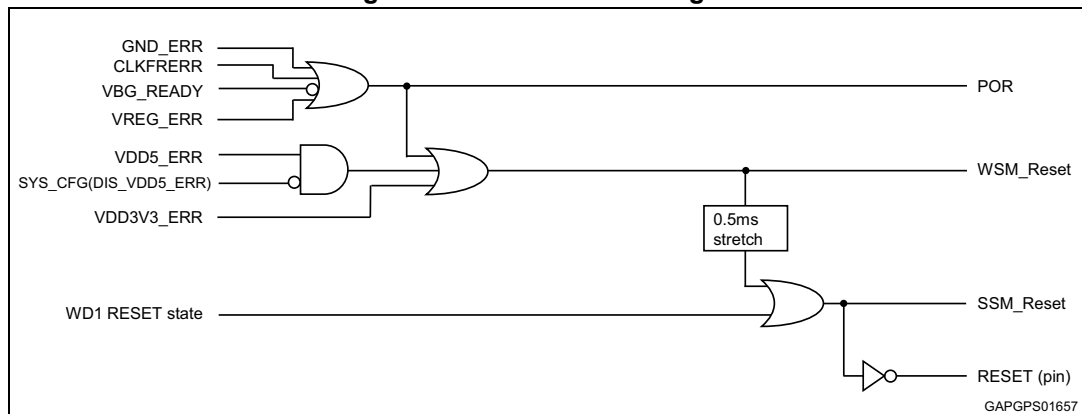 GND_ERR
CLKFRERR
VBG_READY
VREG_ERR
POR
VDD5_ERR
SYS_CFG(DIS_VDD5_ERR)
VDD3V3_ERR
WSM_Reset
0.5ms
stretch
WD1 RESET state
SSM_Reset
RESET (pin)
GAPGPS01657